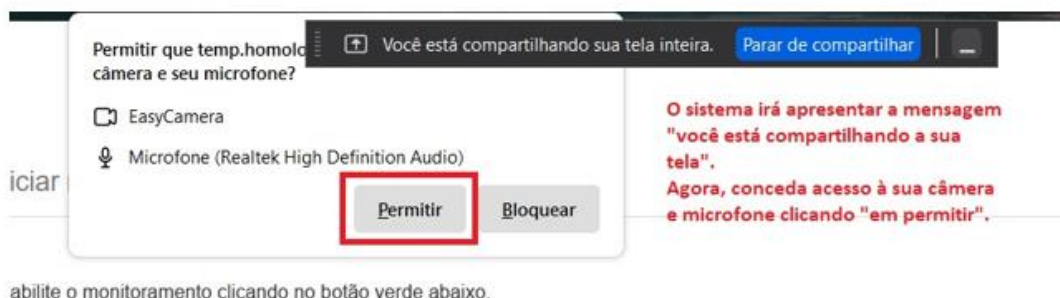 Permitir que temp.homolo
câmera e seu microfone?
Você está compartilhando sua tela inteira.
Parar de compartilhar
EasyCamera
Microfone (Realtek High Definition Audio)
iciar
Permitir
Bloquear
O sistema irá apresentar a mensagem
"você está compartilhando a sua
tela".
Agora, conceda acesso à sua câmera
e microfone clicando "em permitir".
abilite o monitoramento clicando no botão verde abaixo.